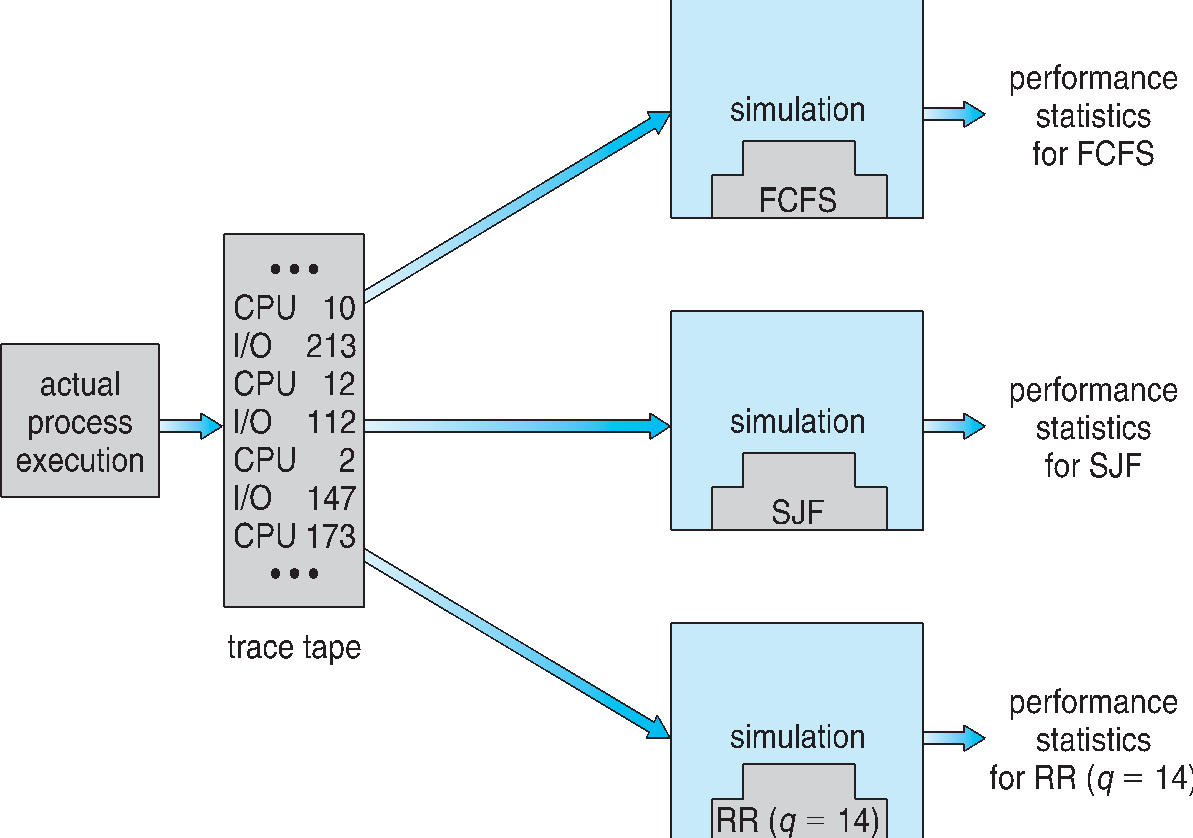 actual
process
execution
• • •
CPU 10
I/O 213
CPU 12
I/O 112
CPU 2
I/O 147
CPU 173
• • •
trace tape
simulation
FCFS
performance
statistics
for FCFS
simulation
SJF
performance
statistics
for SJF
simulation
RR (q = 14)
performance
statistics
for RR (q = 14)